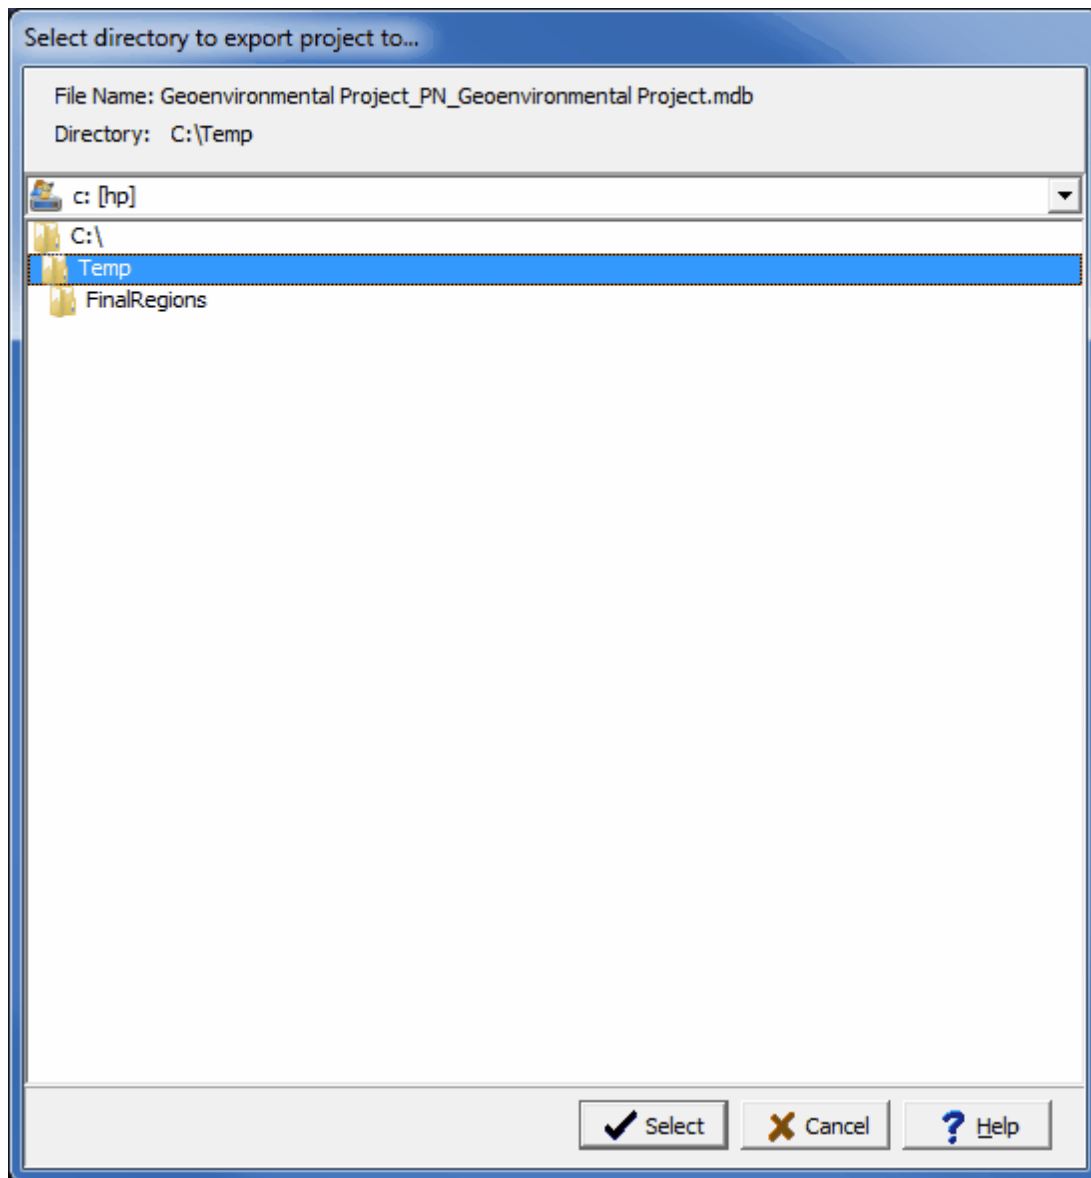 Select directory to export project to...
File Name: Geoenvironmental Project_PN_Geoenvironmental Project.mdb
Directory: C:\Temp
c: [hp]
C:\
Temp
FinalRegions
Select Cancel Help